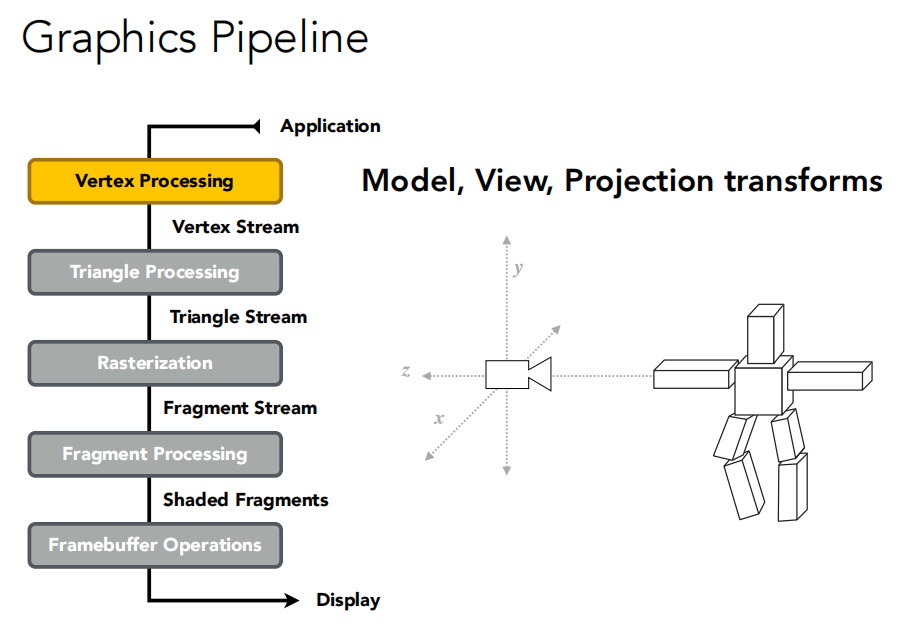 Graphics Pipeline
Application
Vertex Processing
Model, View, Projection transforms
Vertex Stream
y
Triangle Processing
Triangle Stream
Rasterization
z
Fragment Stream
x
Fragment Processing
Shaded Fragments
Framebuffer Operations
Display